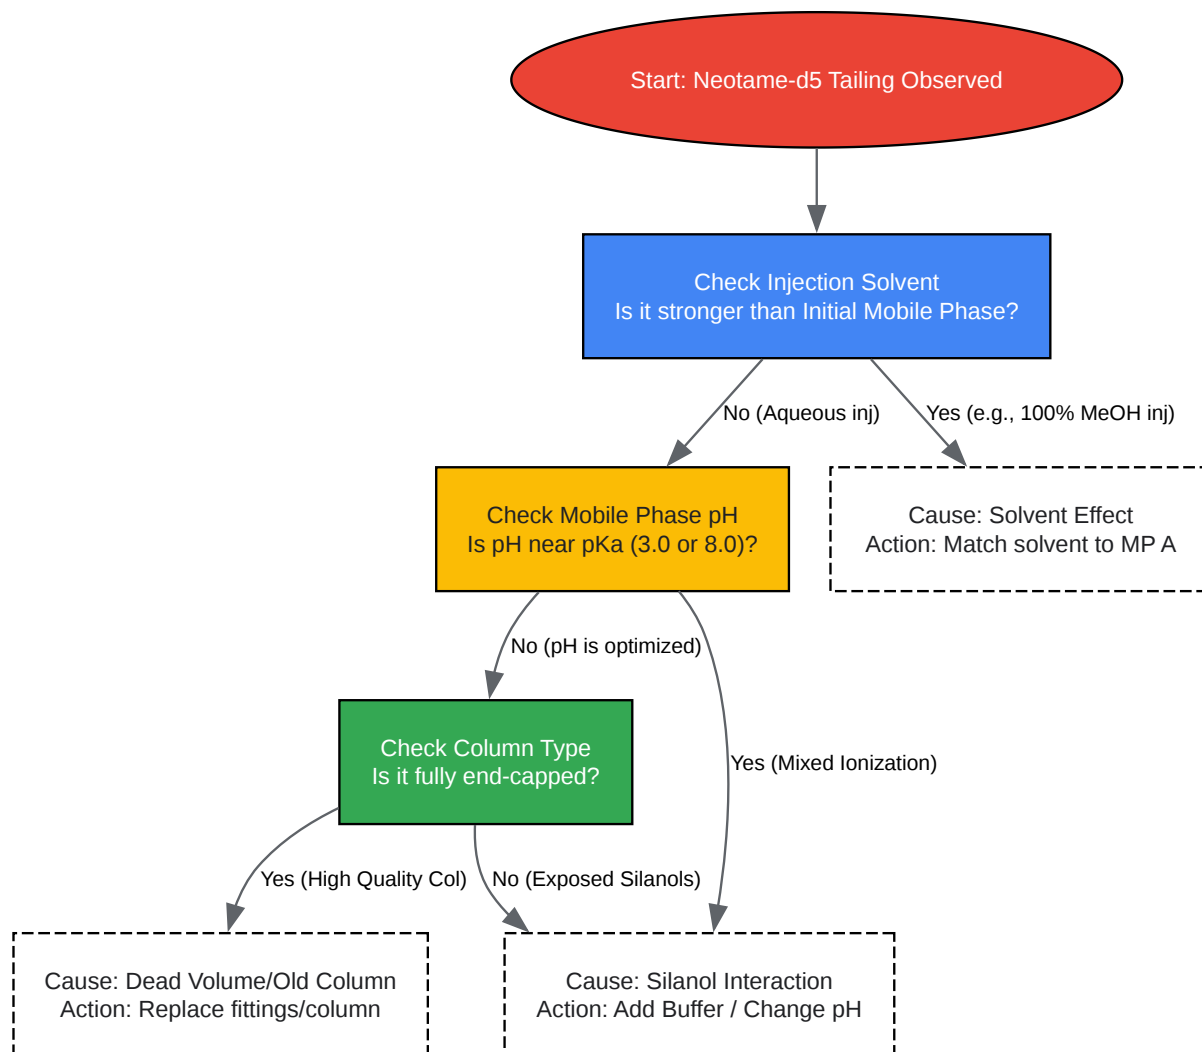 Start: Neotame-d5 Tailing Observed
Check Injection Solvent
Is it stronger than Initial Mobile Phase?
No (Aqueous inj)
Yes (e.g., 100% MeOH inj)
Check Mobile Phase pH
Is pH near pKa (3.0 or 8.0)?
Cause: Solvent Effect
Action: Match solvent to MP A
No (pH is optimized)
Check Column Type
Is it fully end-capped?
Yes (Mixed Ionization)
Yes (High Quality Col)
No (Exposed Silanols)
Cause: Dead Volume/Old Column
Action: Replace fittings/column
Cause: Silanol Interaction
Action: Add Buffer / Change pH